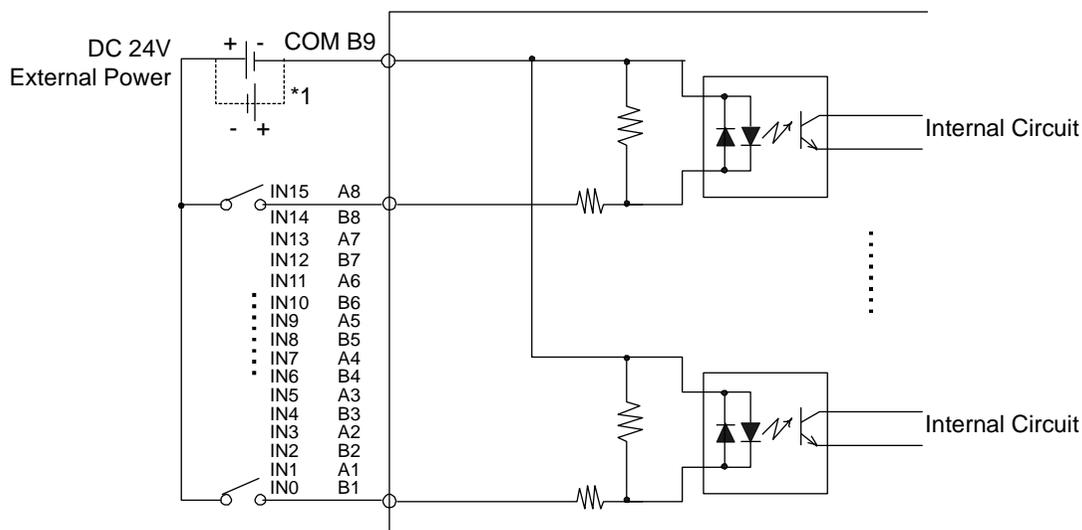 DC 24V
External Power
+ - COM B9
*1
- +
IN15 A8
IN14 B8
IN13 A7
IN12 B7
IN11 A6
IN10 B6
IN9 A5
IN8 B5
IN7 A4
IN6 B4
IN5 A3
IN4 B3
IN3 A2
IN2 B2
IN1 A1
IN0 B1
Internal Circuit
Internal Circuit